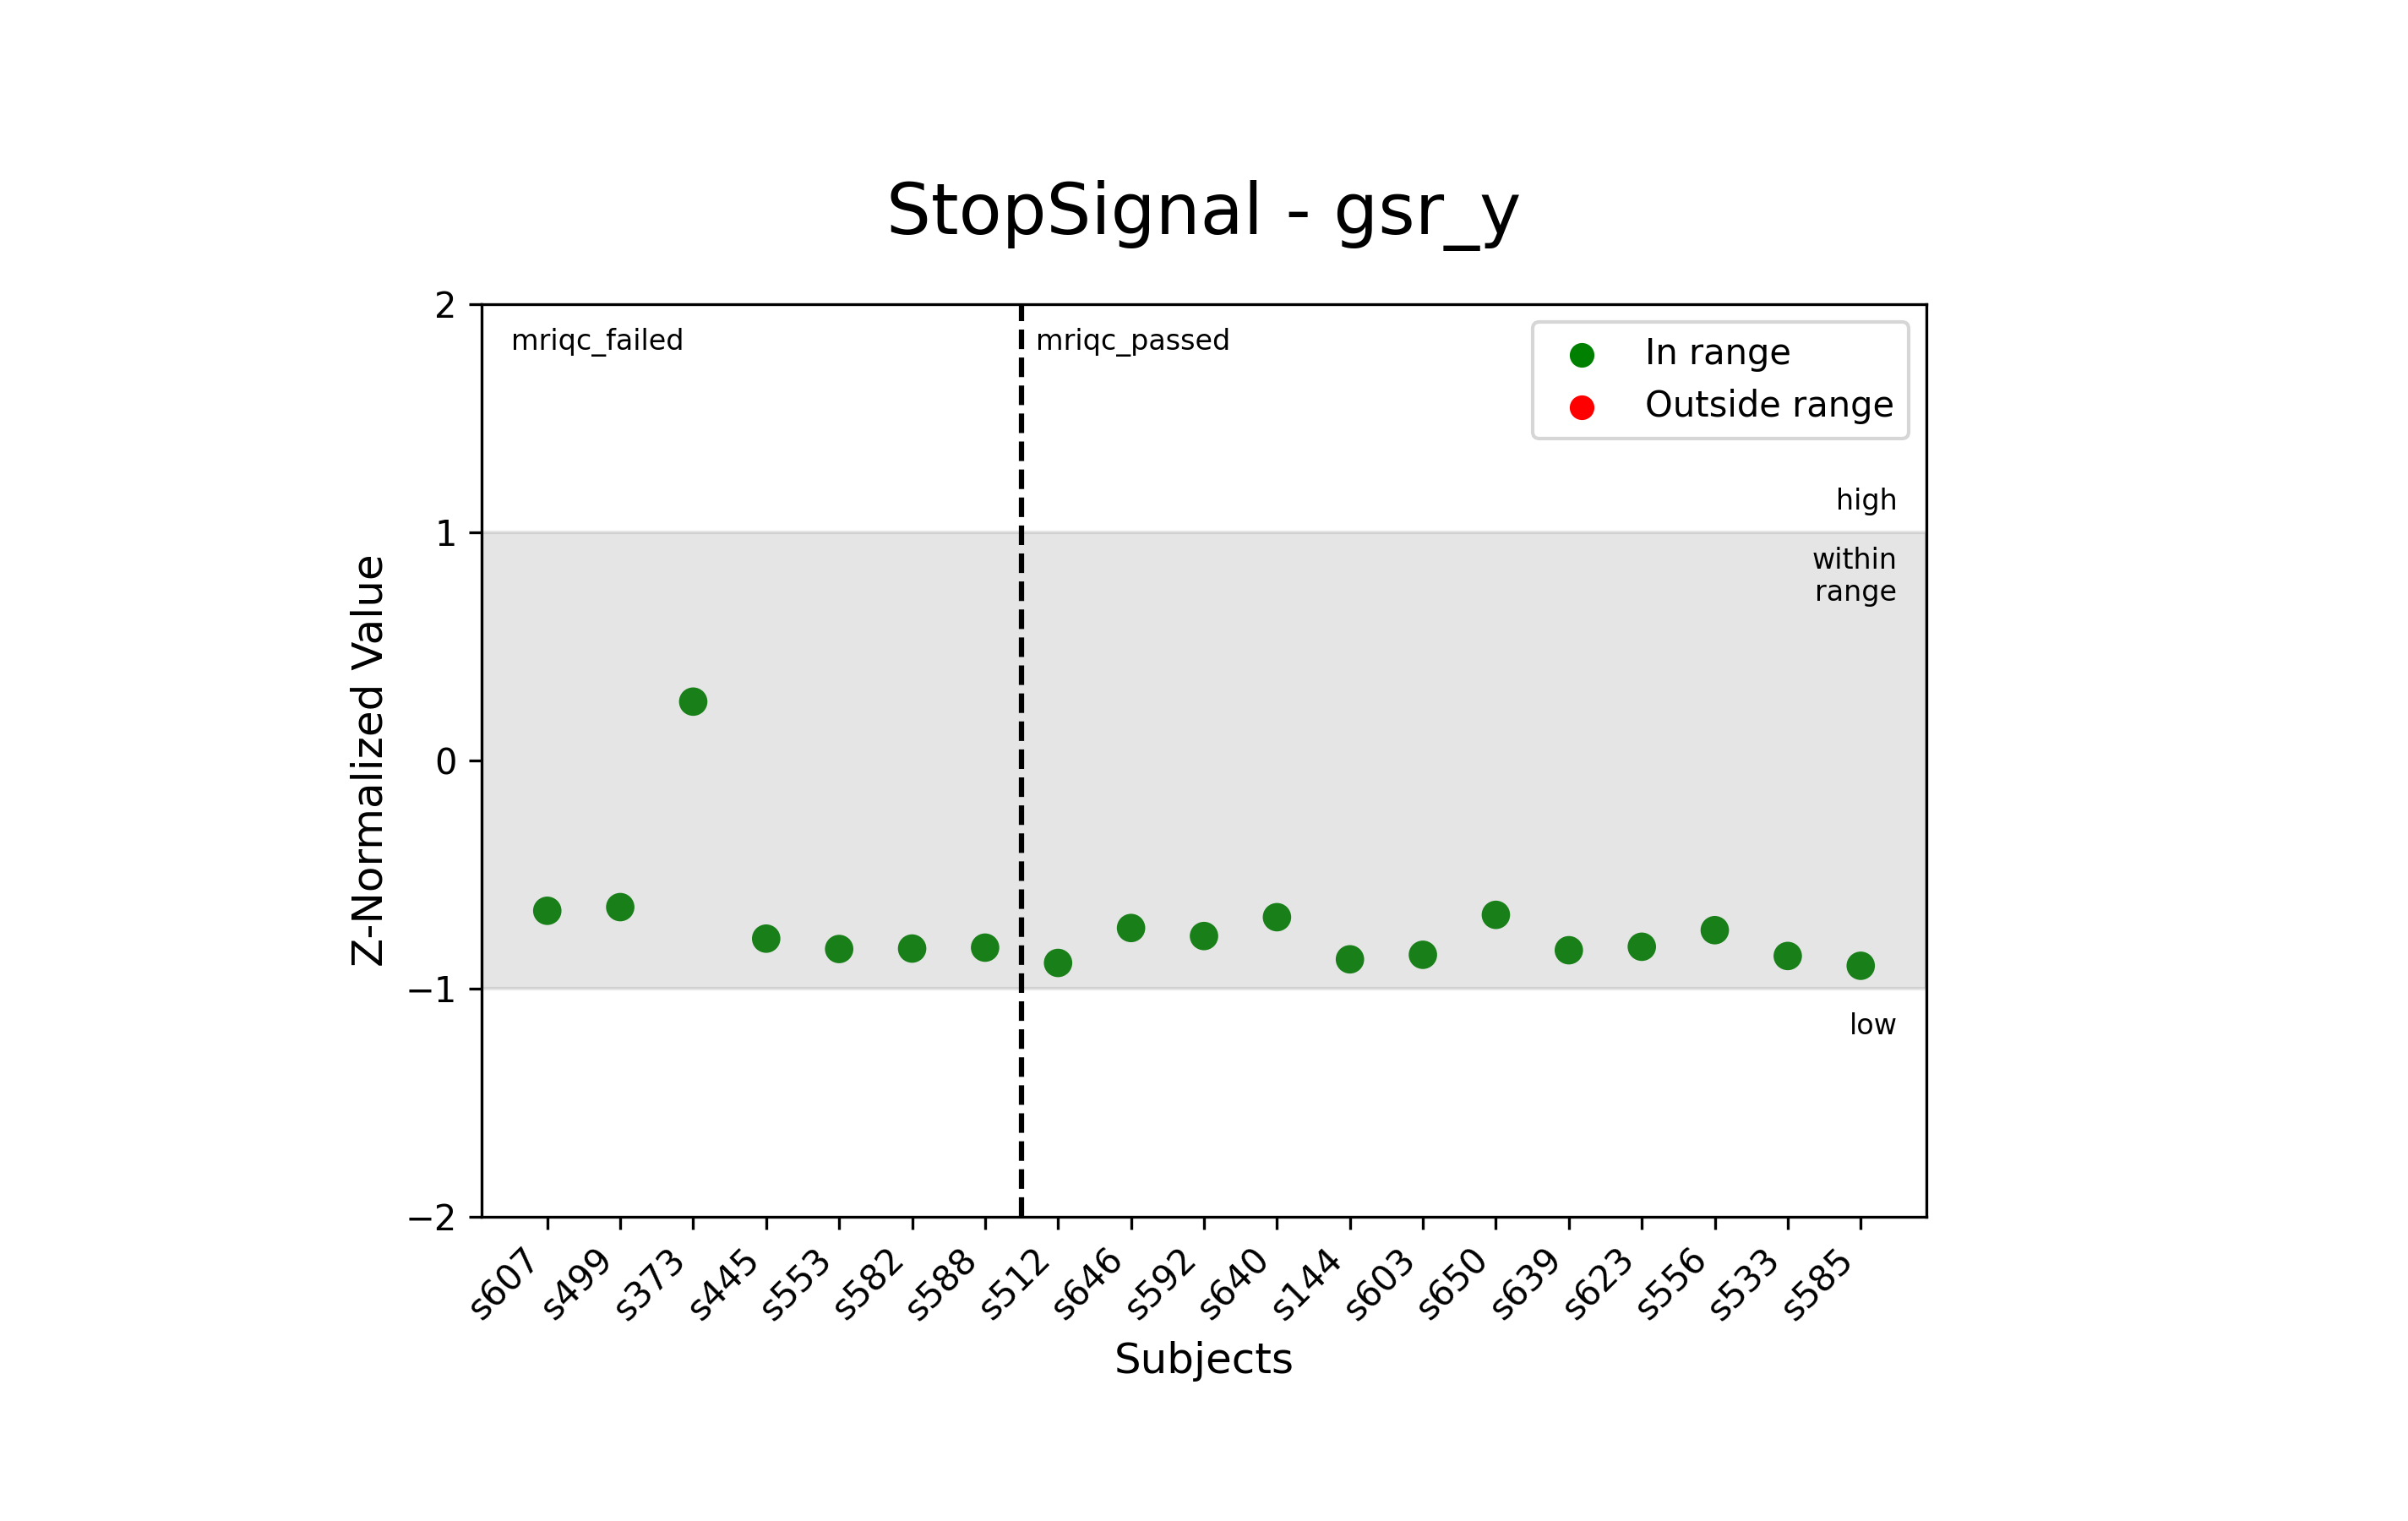 StopSignal - gsr_y
2
mriqc_failed
mriqc_passed
In range
Outside range
high
1
within
range
Z-Normalized Value
0
−1
low
−2
s607
s499
s373
s445
s553
s582
s588
s512
s646
s592
s640
s144
s603
s650
s639
s623
s556
s533
s585
Subjects